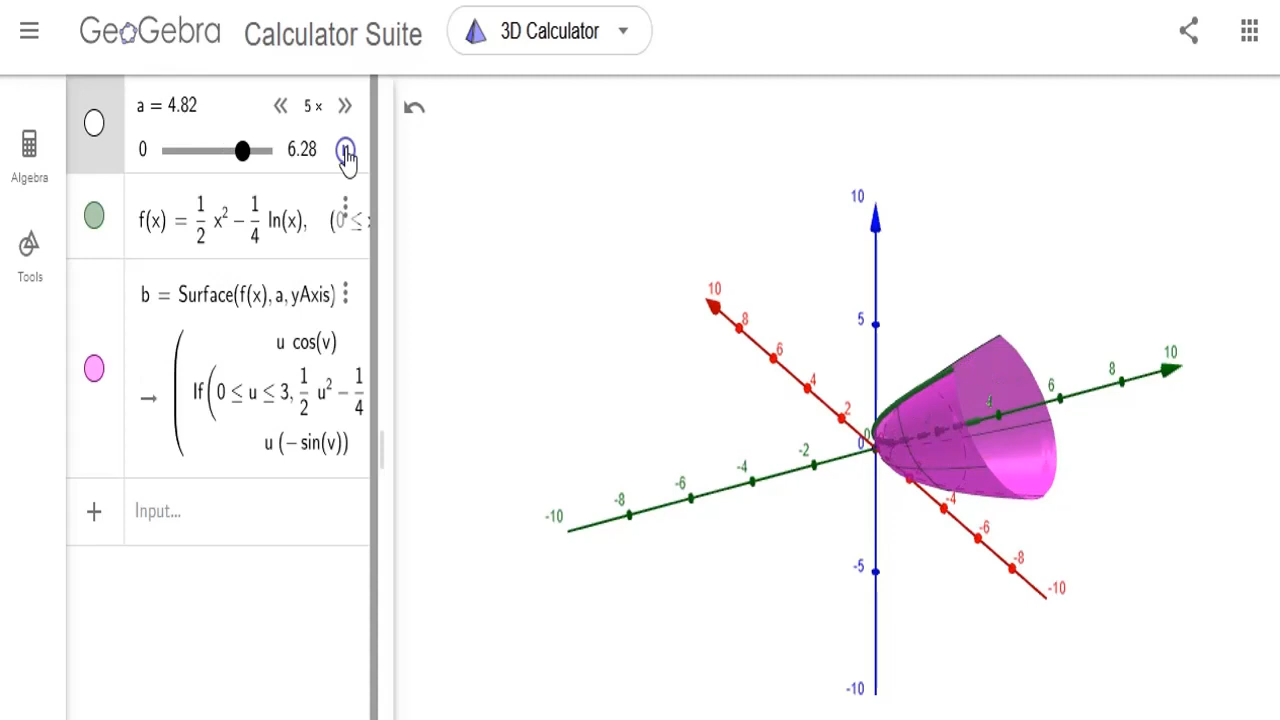 GeoGebra Calculator Suite
3D Calculator
Algebra
Tools
a = 4.82
5 ×
0
6.28
f(x) = 1/2 x² − 1/4 ln(x), (0 ≤ x
b = Surface(f(x), a, yAxis)
→ ( u cos(v)
If(0 ≤ u ≤ 3, 1/2 u² − 1/4
u (− sin(v))
+ Input...
10
5
0
-5
-10
10
8
6
4
2
0
-4
-6
-8
-10
10
8
6
4
-2
-4
-6
-8
-10